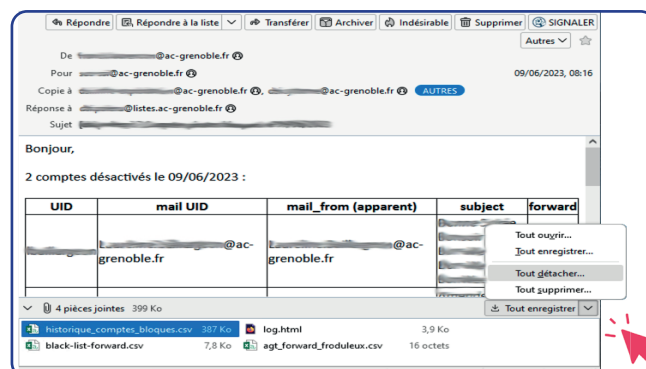 Répondre Répondre à la liste Transférer Archiver Indésirable Supprimer SIGNALER
Autres
De @ac-grenoble.fr
Pour @ac-grenoble.fr 09/06/2023, 08:16
Copie à @ac-grenoble.fr , @ac-grenoble.fr AUTRES
Réponse à @listes.ac-grenoble.fr
Sujet
Bonjour,
2 comptes désactivés le 09/06/2023 :
UID mail UID mail_from (apparent) subject forward
@ac-grenoble.fr @ac-grenoble.fr
Tout ouvrir...
Tout enregistrer...
Tout détacher...
Tout supprimer...
4 pièces jointes 399 Ko Tout enregistrer
historique_comptes_bloques.csv 387 Ko log.html 3,9 Ko
black-list-forward.csv 7,8 Ko agt_forward_froduleux.csv 16 octets